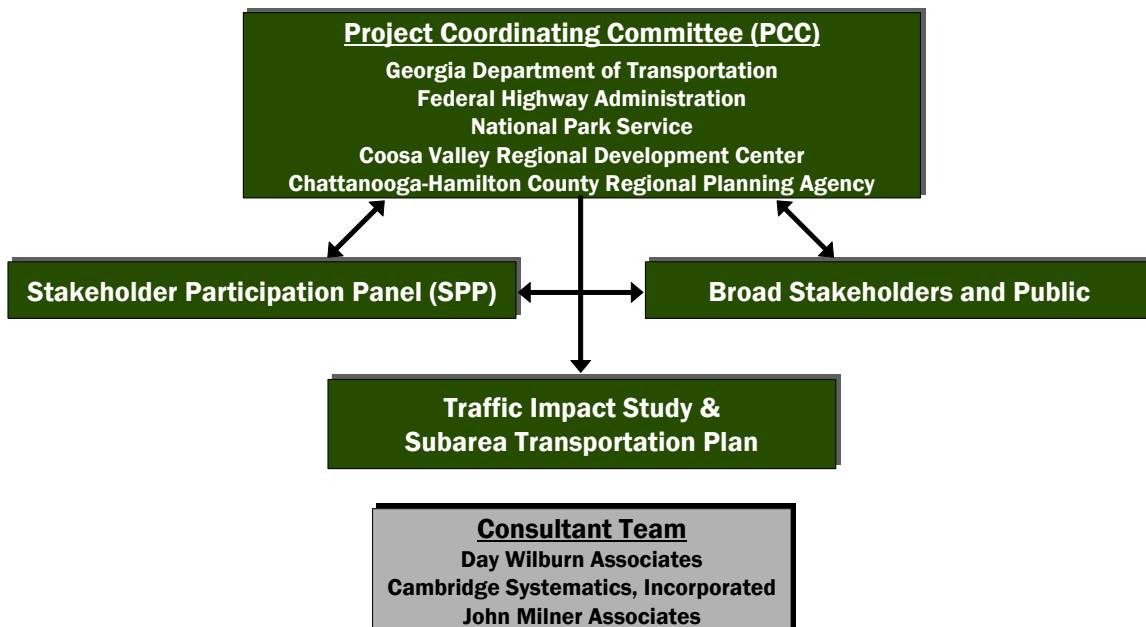 Project Coordinating Committee (PCC)
Georgia Department of Transportation
Federal Highway Administration
National Park Service
Coosa Valley Regional Development Center
Chattanooga-Hamilton County Regional Planning Agency
Stakeholder Participation Panel (SPP)
Broad Stakeholders and Public
Traffic Impact Study &
Subarea Transportation Plan
Consultant Team
Day Wilburn Associates
Cambridge Systematics, Incorporated
John Milner Associates